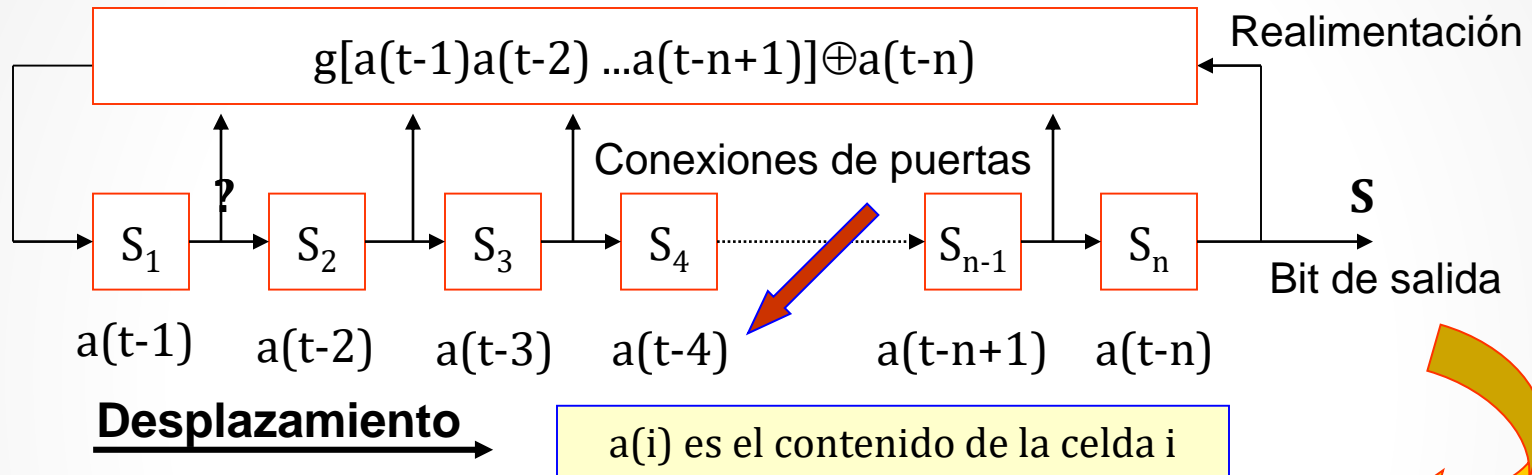 g[a(t-1)a(t-2) ...a(t-n+1)]⊕a(t-n)
Realimentación
Conexiones de puertas
?
S
S₁ S₂ S₃ S₄ Sₙ₋₁ Sₙ
Bit de salida
a(t-1) a(t-2) a(t-3) a(t-4) a(t-n+1) a(t-n)
Desplazamiento
a(i) es el contenido de la celda i